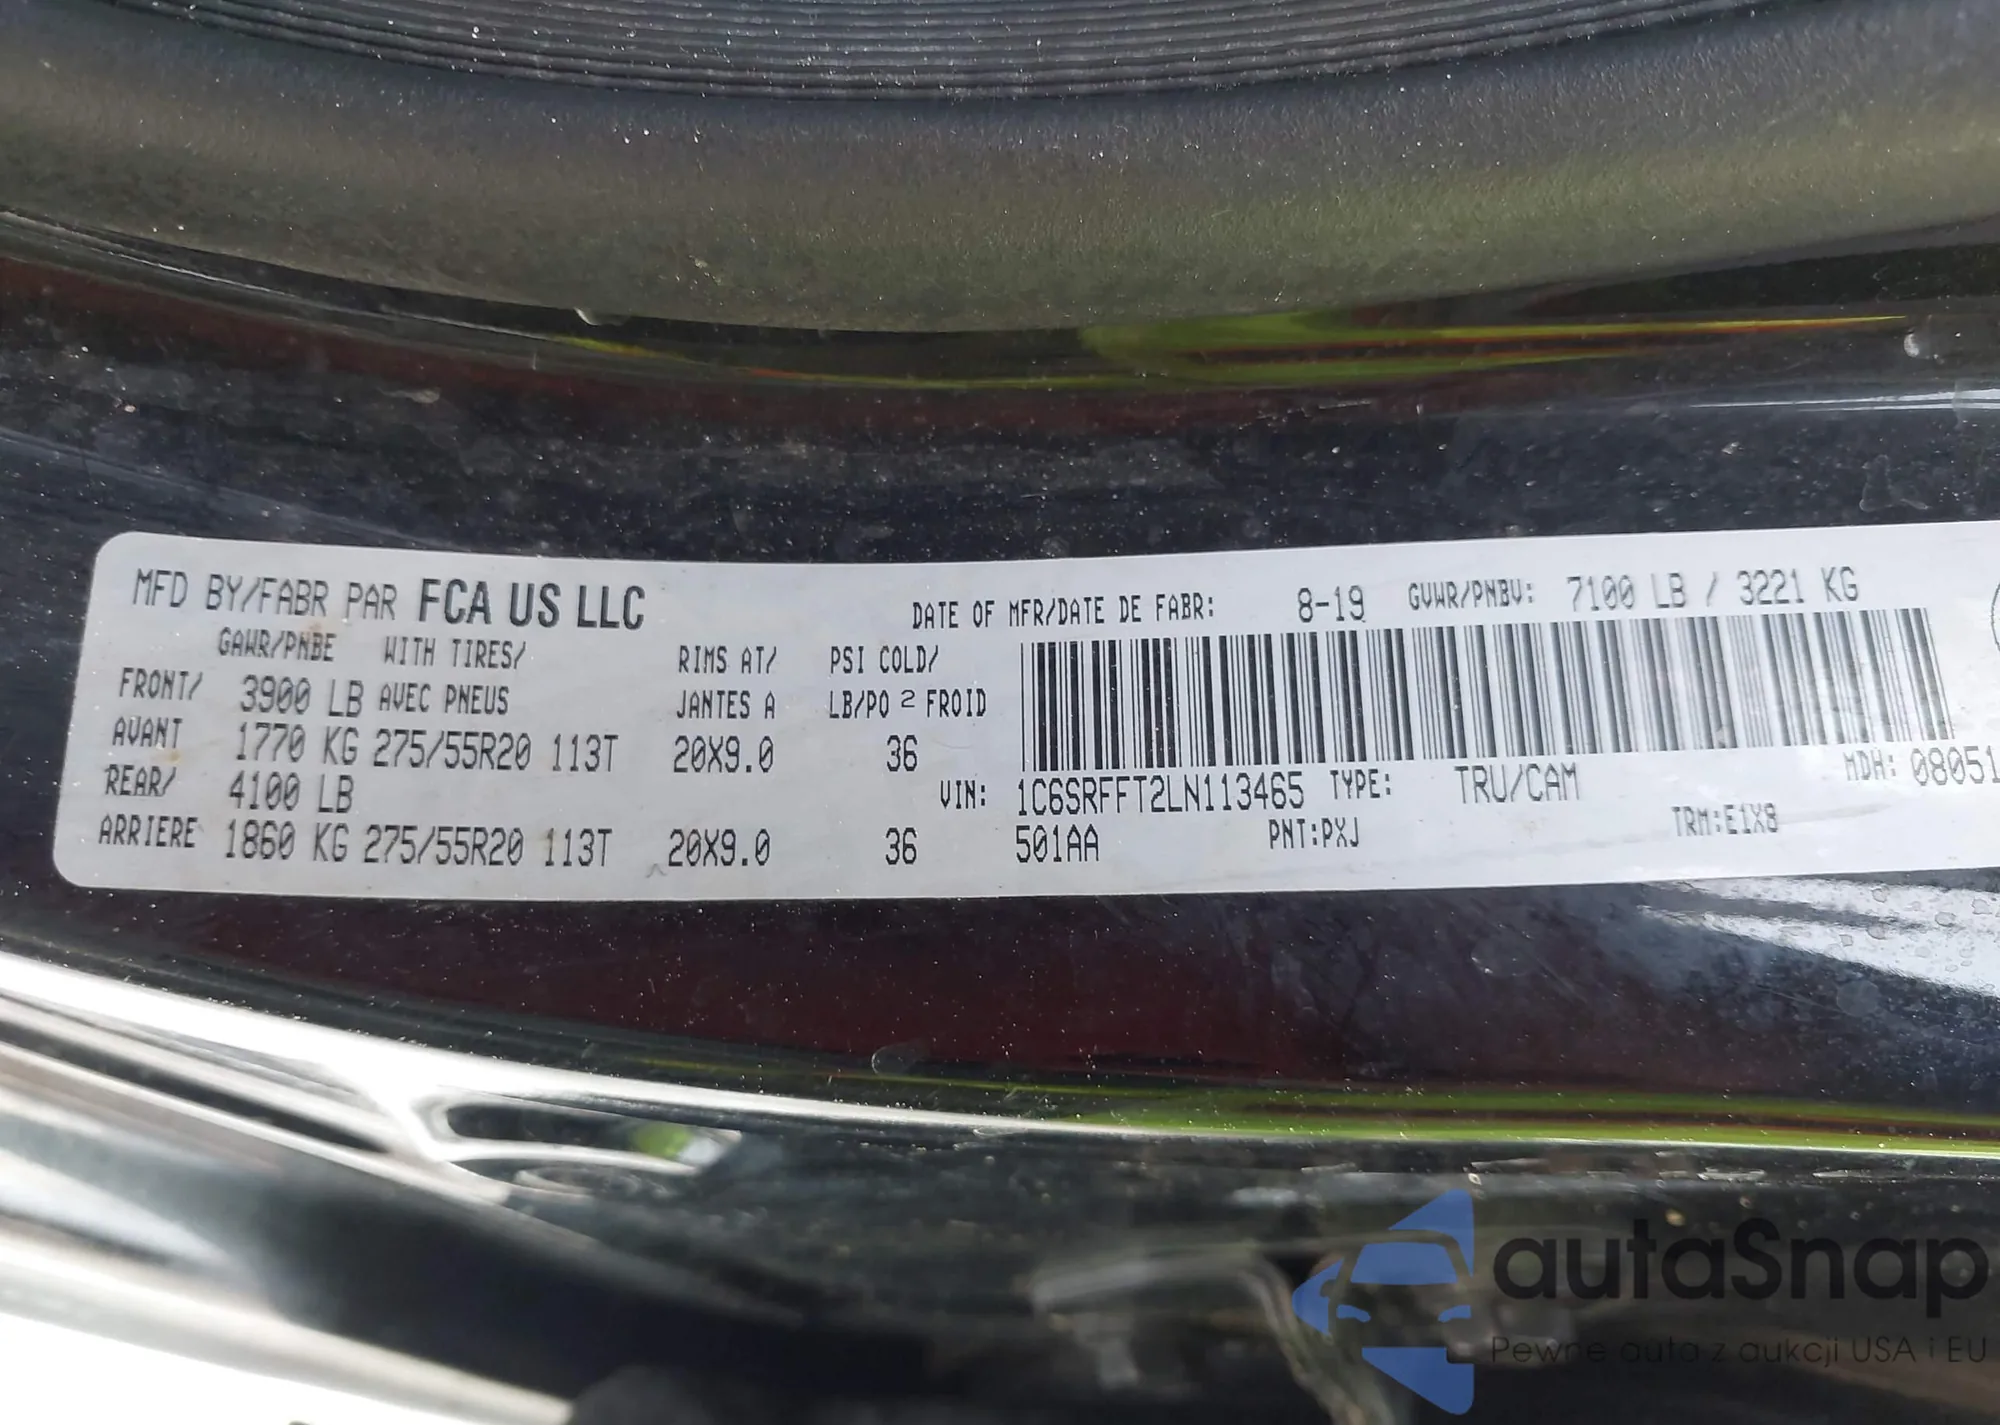 MFD BY/FABR PAR FCA US LLC DATE OF MFR/DATE DE FABR: 8-19 GVWR/PNBV: 7100 LB / 3221 KG
GAWR/PNBE WITH TIRES/ RIMS AT/ PSI COLD/
FRONT/ 3900 LB AVEC PNEUS JANTES A LB/PO 2 FROID
AVANT 1770 KG 275/55R20 113T 20X9.0 36
REAR/ 4100 LB VIN: 1C6SRFFT2LN113465 TYPE: TRU/CAM MDH: 08051
ARRIERE 1860 KG 275/55R20 113T 20X9.0 36 501AA PNT:PXJ TRM:E1X8
autaSnap
Pewne auta z aukcji USA i EU